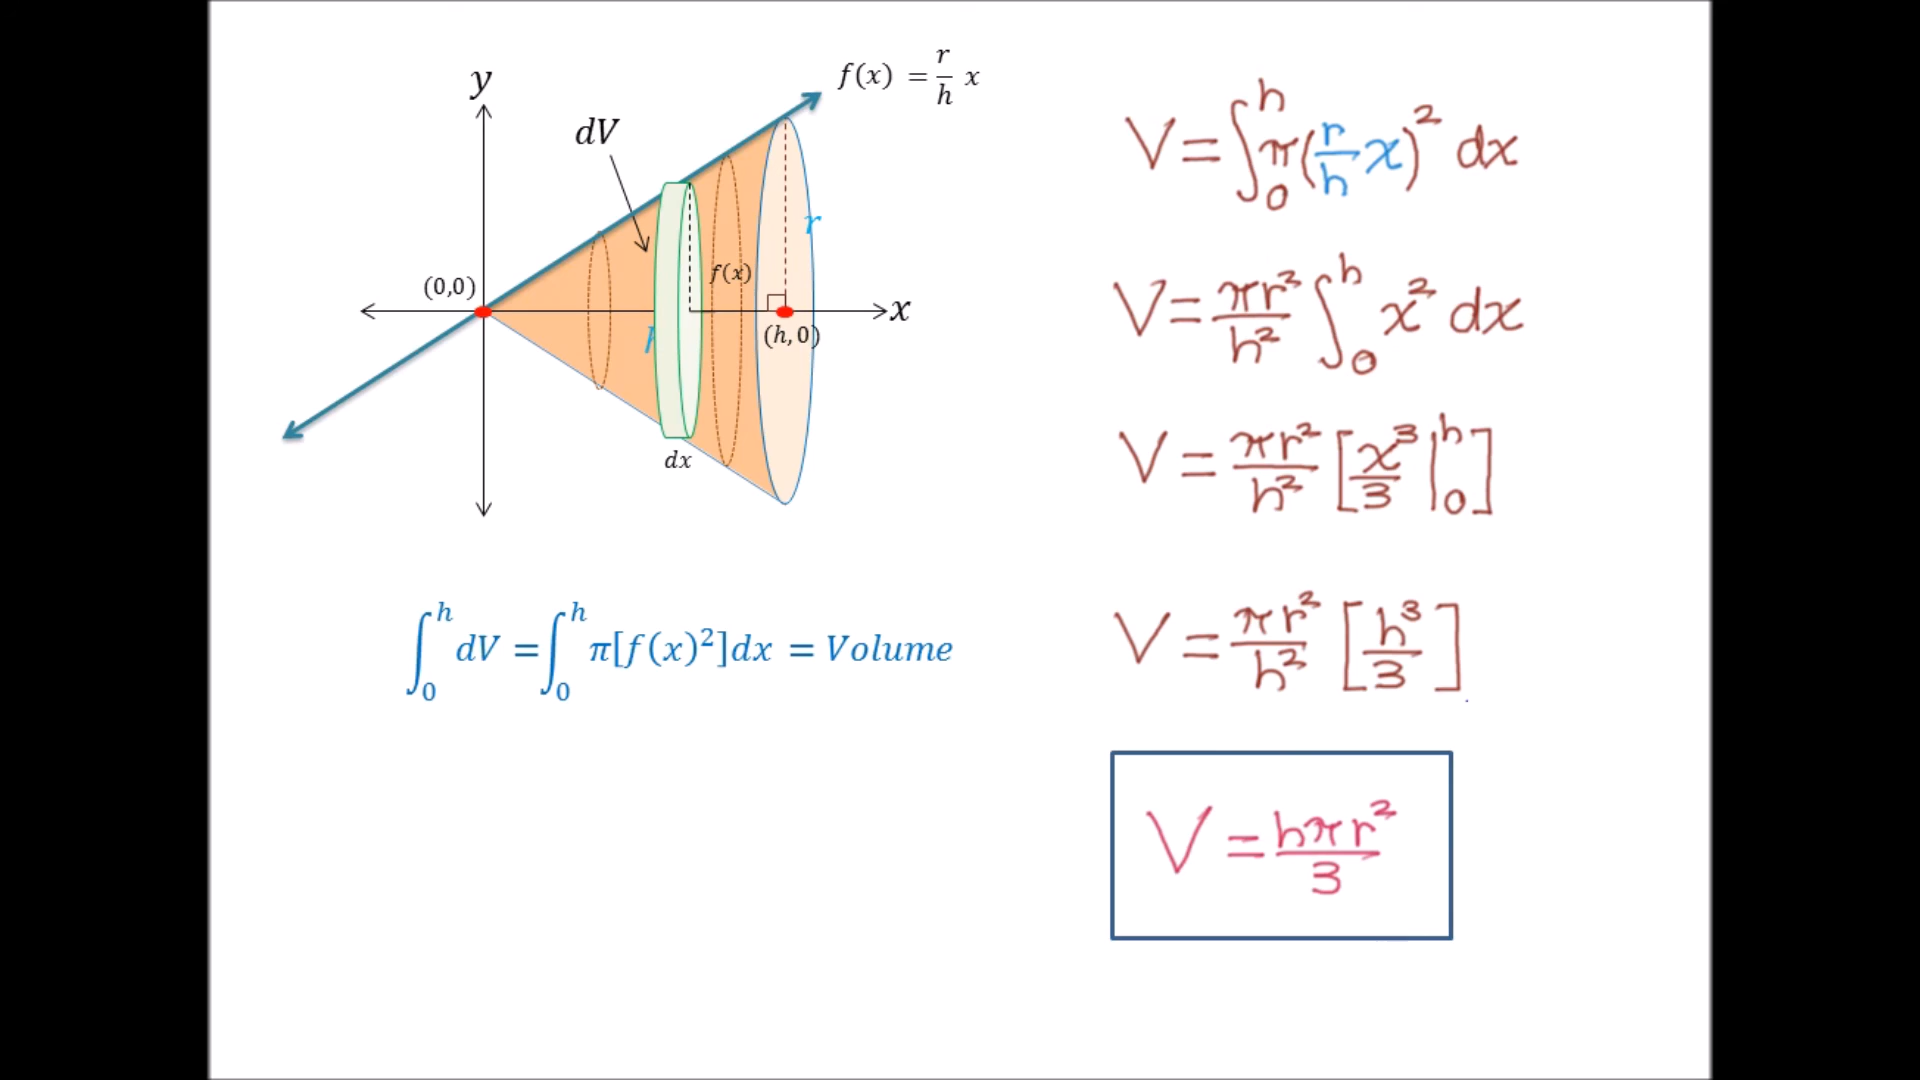 f(x) = r/h x
y
dV
(0,0)
r
f(x)
x
h
(h, 0)
dx
∫₀ʰ dV = ∫₀ʰ π[f(x)²]dx = Volume
V = ∫₀ʰ π(r/h x)² dx
V = πr²/h² ∫₀ʰ x² dx
V = πr²/h² [x³/3 |₀ʰ]
V = πr²/h² [h³/3]
V = hπr²/3